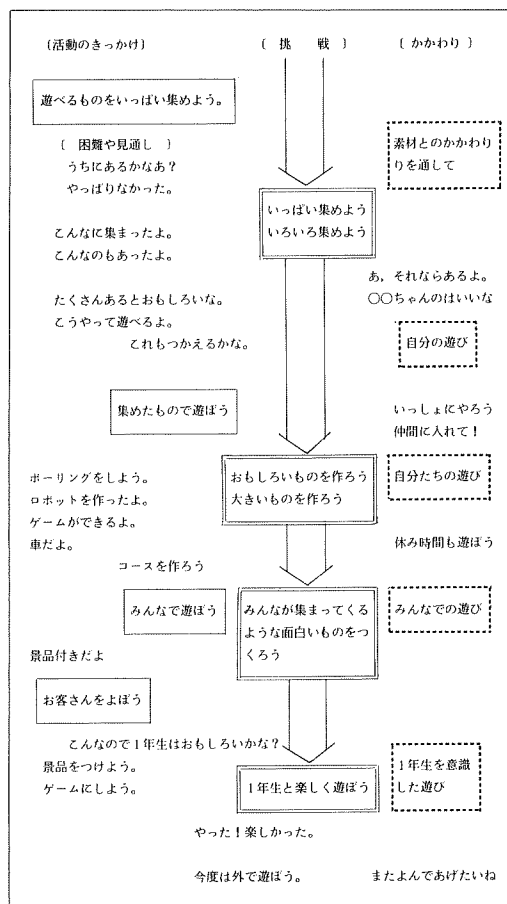 〔活動のきっかけ〕
〔 挑 戦 〕
〔 かかわり 〕
遊べるものをいっぱい集めよう。
〔 困難や見通し 〕
うちにあるかなあ？
やっぱりなかった。
素材とのかかわり
りを通して
いっぱい集めよう
いろいろ集めよう
こんなに集まったよ。
こんなのもあったよ。
あ，それならあるよ。
○○ちゃんのはいいな
たくさんあるとおもしろいな。
こうやって遊べるよ。
これもつかえるかな。
自分の遊び
集めたもので遊ぼう
いっしょにやろう
仲間に入れて！
おもしろいものを作ろう
大きいものを作ろう
自分たちの遊び
ボーリングをしよう。
ロボットを作ったよ。
ゲームができるよ。
車だよ。
休み時間も遊ぼう
コースを作ろう
みんなで遊ぼう
みんなが集まってくる
ような面白いものをつ
くろう
みんなでの遊び
景品付きだよ
お客さんをよぼう
こんなので１年生はおもしろいかな？
景品をつけよう。
ゲームにしよう。
１年生と楽しく遊ぼう
１年生を意識
した遊び
やった！楽しかった。
今度は外で遊ぼう。
またよんであげたいね